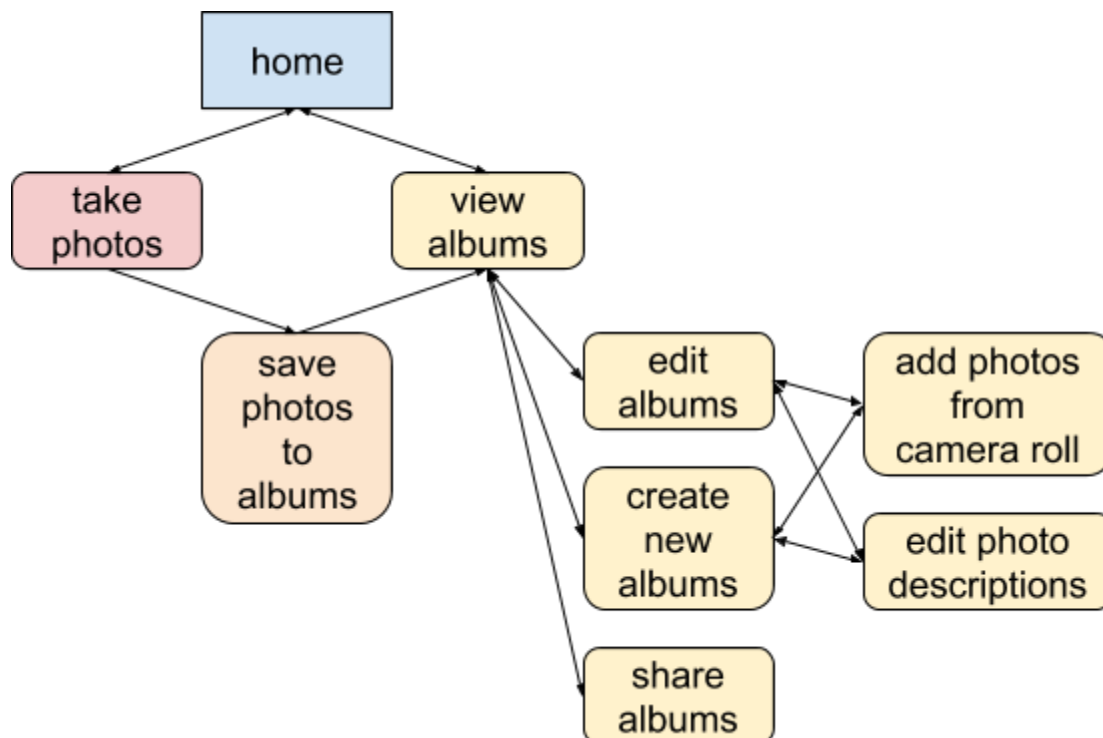 home
take
photos
view
albums
save
photos
to
albums
edit
albums
add photos
from
camera roll
create
new
albums
edit photo
descriptions
share
albums